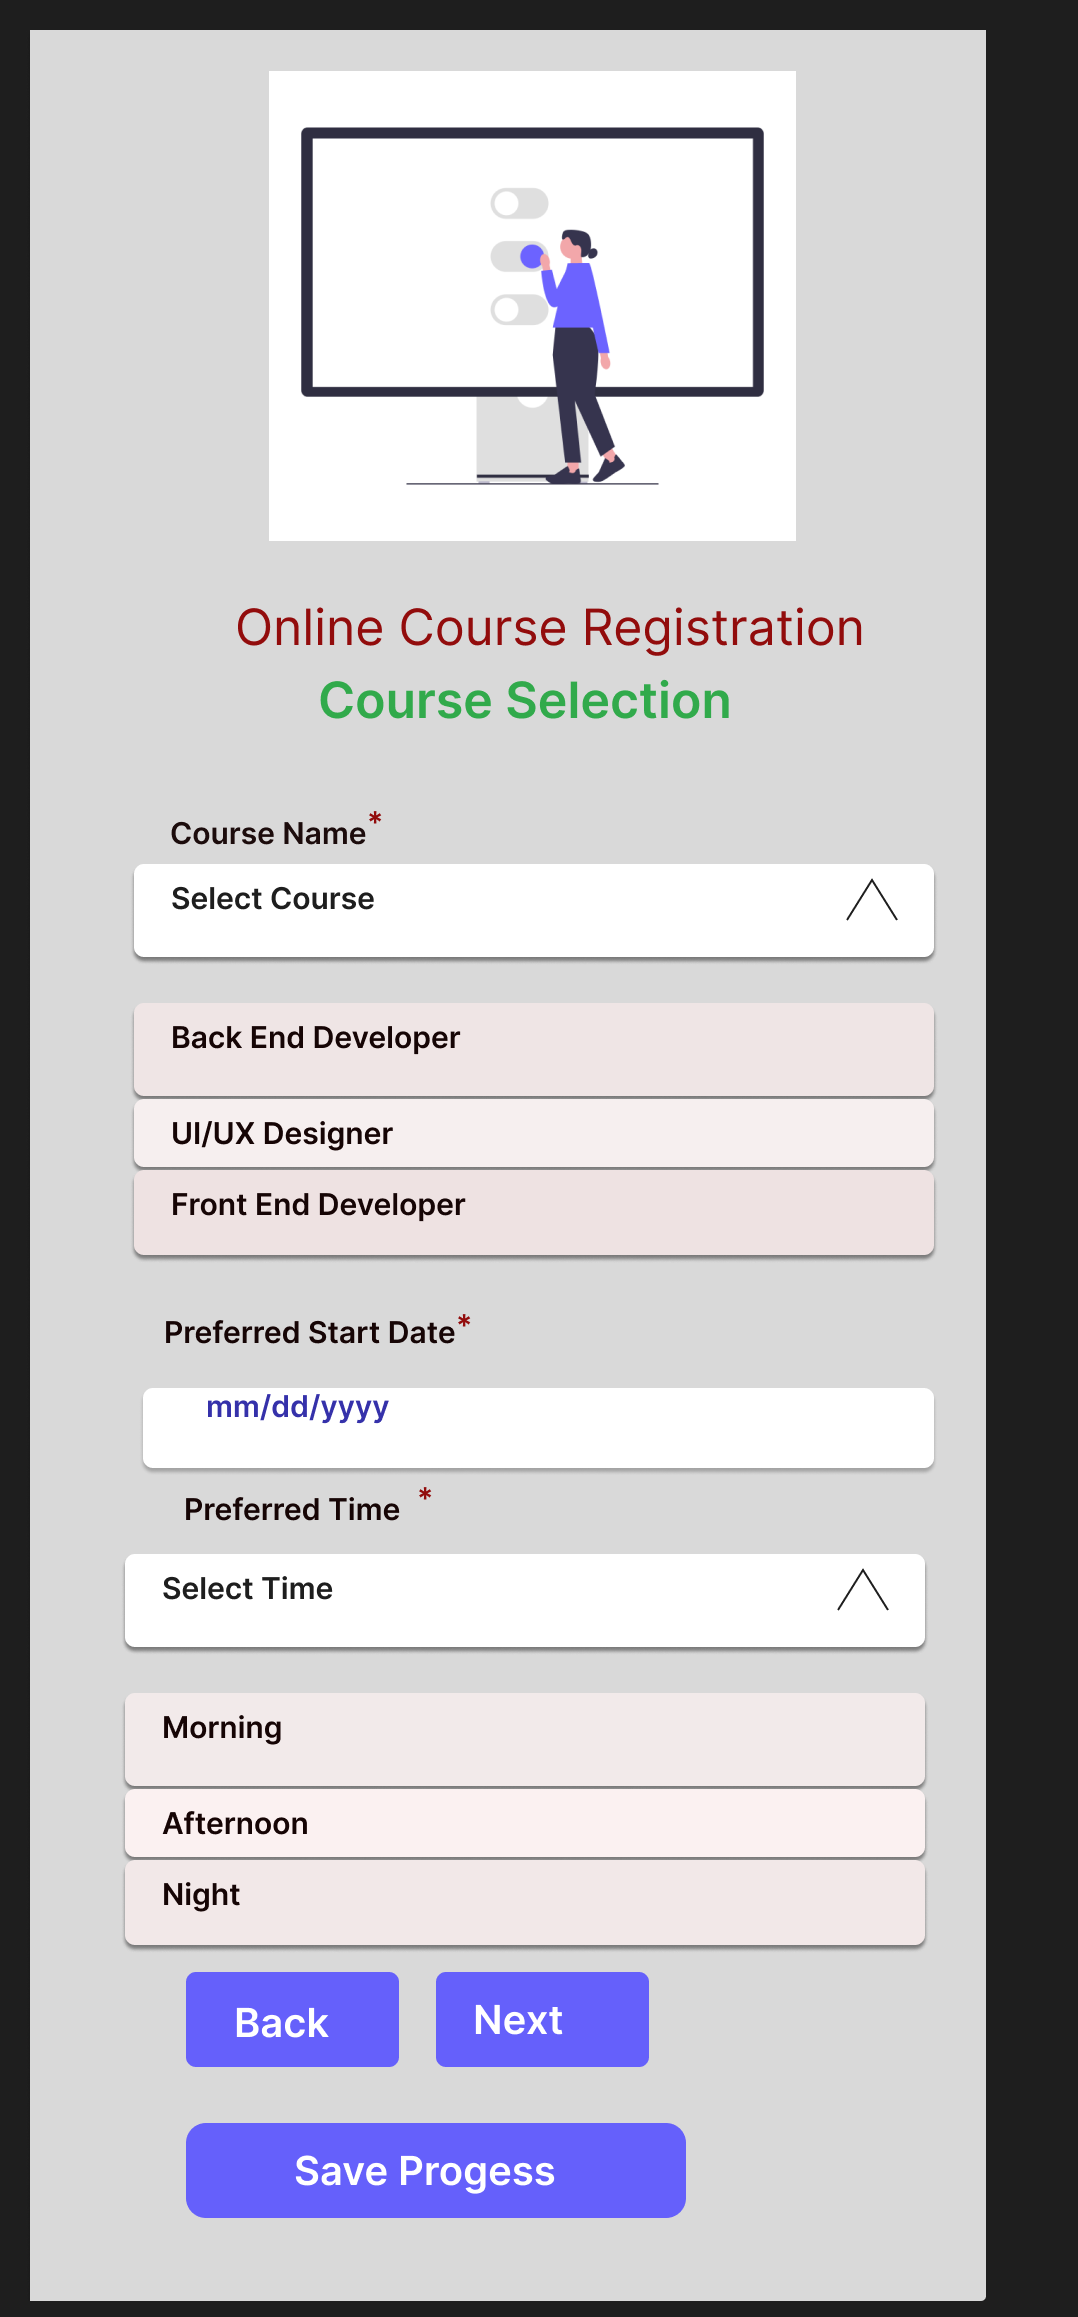 Online Course Registration
Course Selection
Course Name*
Select Course
Back End Developer
UI/UX Designer
Front End Developer
Preferred Start Date*
mm/dd/yyyy
Preferred Time *
Select Time
Morning
Afternoon
Night
Back Next
Save Progess